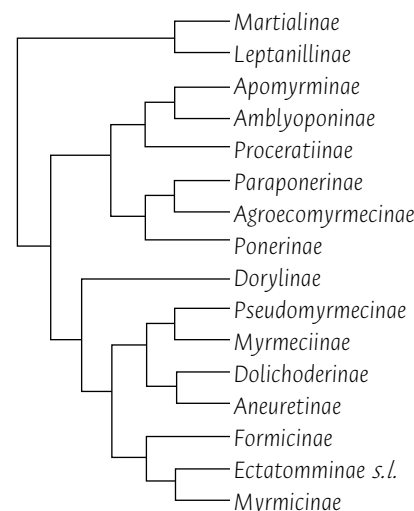 Martialinae
Leptanillinae
Apomyrminae
Amblyoponinae
Proceratiinae
Paraponerinae
Agroecomyrmecinae
Ponerinae
Dorylinae
Pseudomyrmecinae
Myrmeciinae
Dolichoderinae
Aneuretinae
Formicinae
Ectatomminae s.l.
Myrmicinae